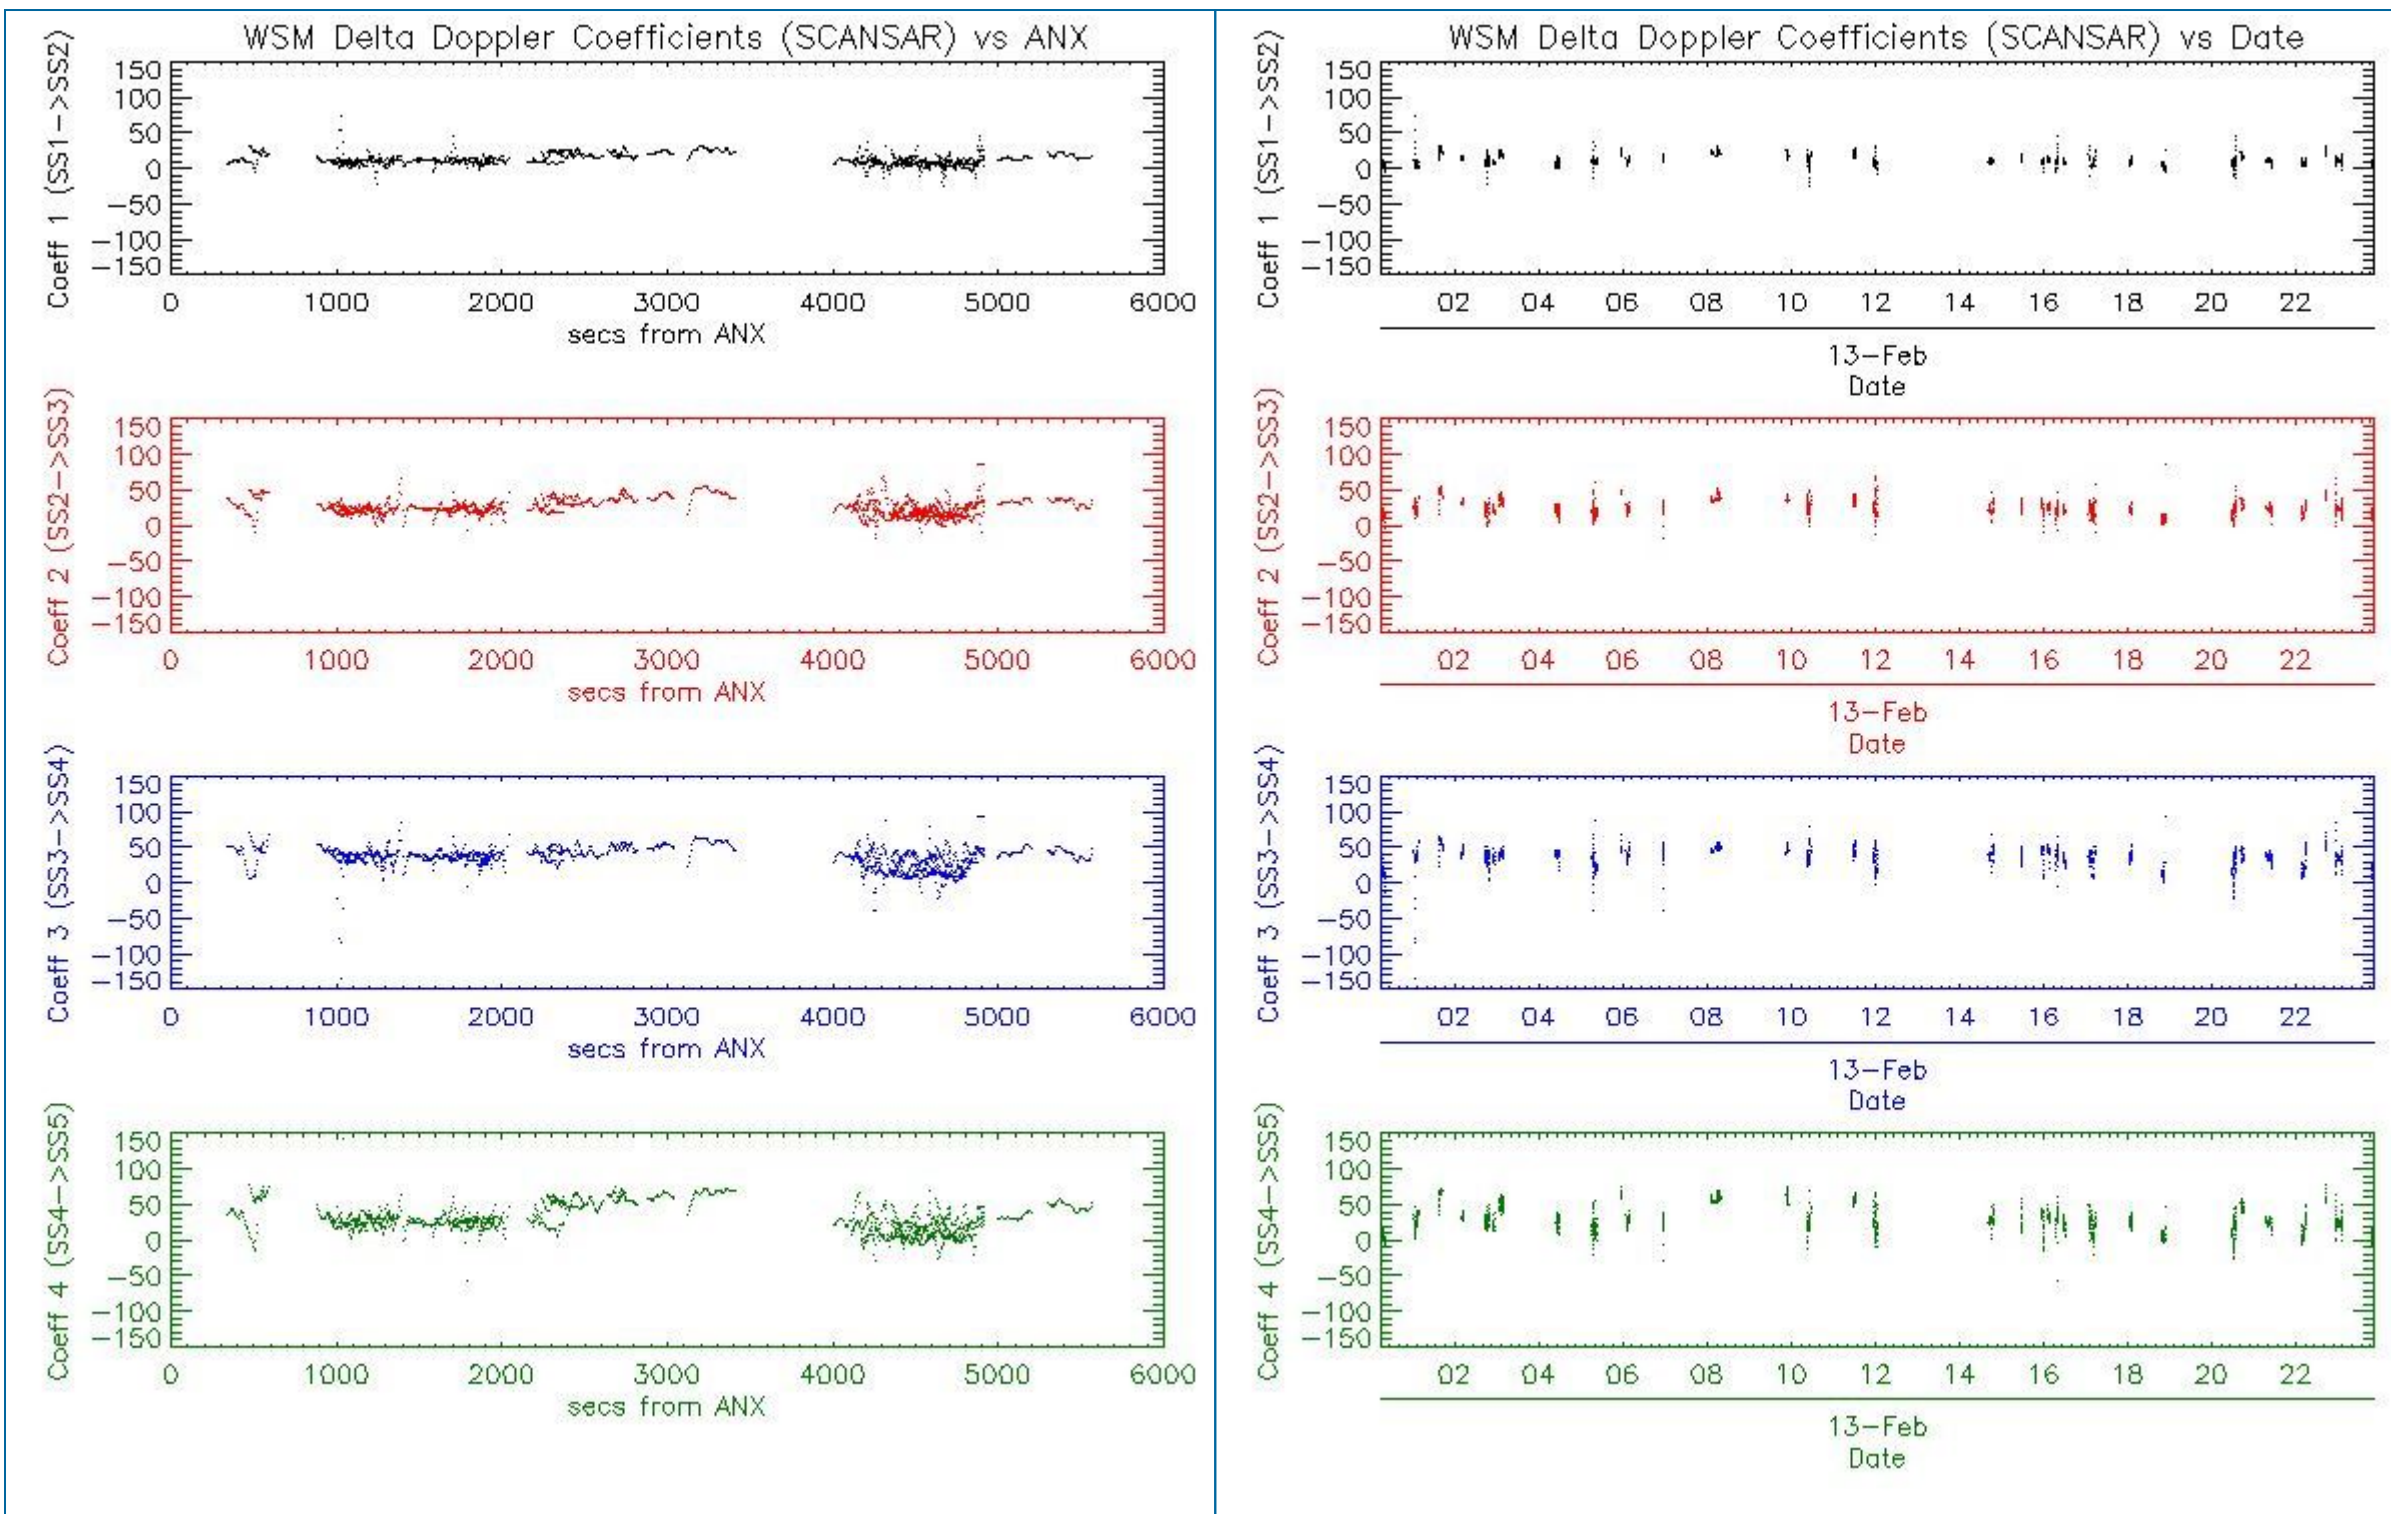 WSM Delta Doppler Coefficients (SCANSAR) vs ANX
Coeff 1 (SS1->SS2)
150
100
50
0
-50
-100
-150
0 1000 2000 3000 4000 5000 6000
secs from ANX
Coeff 2 (SS2->SS3)
150
100
50
0
-50
-100
-150
0 1000 2000 3000 4000 5000 6000
secs from ANX
Coeff 3 (SS3->SS4)
150
100
50
0
-50
-100
-150
0 1000 2000 3000 4000 5000 6000
secs from ANX
Coeff 4 (SS4->SS5)
150
100
50
0
-50
-100
-150
0 1000 2000 3000 4000 5000 6000
secs from ANX
WSM Delta Doppler Coefficients (SCANSAR) vs Date
Coeff 1 (SS1->SS2)
150
100
50
0
-50
-100
-150
02 04 06 08 10 12 14 16 18 20 22
13-Feb
Date
Coeff 2 (SS2->SS3)
150
100
50
0
-50
-100
-150
02 04 06 08 10 12 14 16 18 20 22
13-Feb
Date
Coeff 3 (SS3->SS4)
150
100
50
0
-50
-100
-150
02 04 06 08 10 12 14 16 18 20 22
13-Feb
Date
Coeff 4 (SS4->SS5)
150
100
50
0
-50
-100
-150
02 04 06 08 10 12 14 16 18 20 22
13-Feb
Date